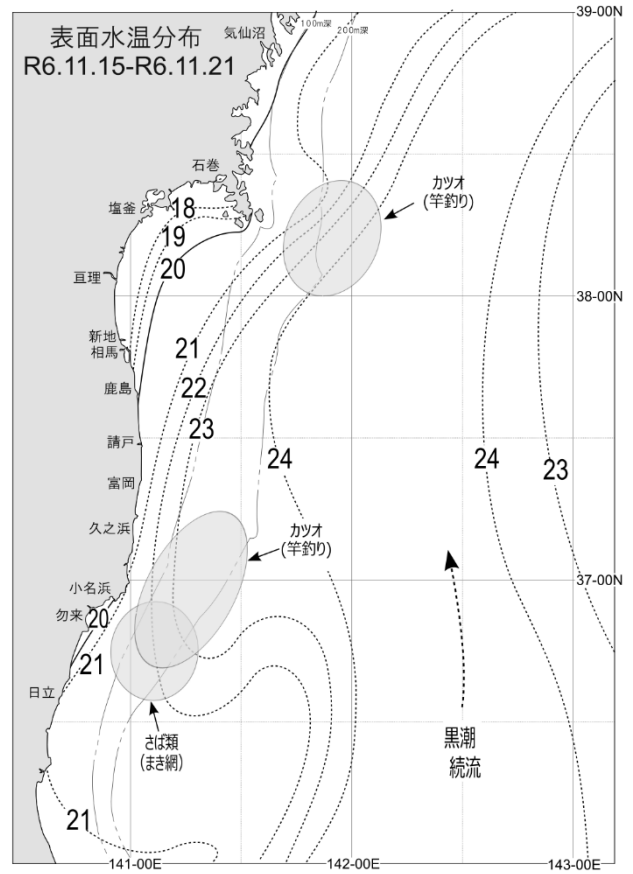 表面水温分布
R6.11.15-R6.11.21
気仙沼
100m深
200m深
39-00N
石巻
塩釜
18
19
20
カツオ
(竿釣り)
亘理
38-00N
新地
相馬
鹿島
21
22
23
請戸
24
24
23
富岡
久之浜
カツオ
(竿釣り)
小名浜
37-00N
勿来
20
21
日立
さば類
(まき網)
黒潮
続流
21
141-00E
142-00E
143-00E